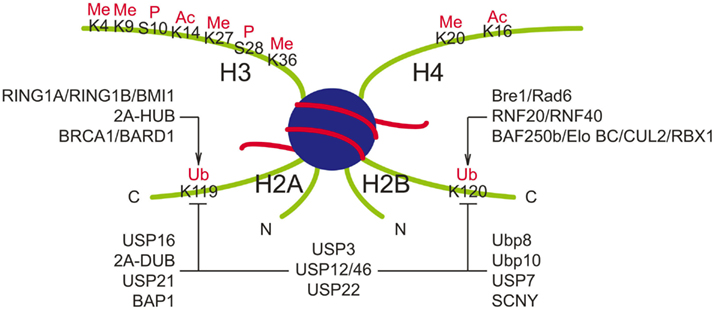 Me Me P Ac Me P Me
K4 K9 S10 K14 K27 S28 K36
Me Ac
K20 K16
H3 H4
RING1A/RING1B/BMI1
2A-HUB
BRCA1/BARD1
Bre1/Rad6
RNF20/RNF40
BAF250b/Elo BC/CUL2/RBX1
Ub
K119
H2A H2B
Ub
K120
C C
N N
USP16
2A-DUB
USP21
BAP1
USP3
USP12/46
USP22
Ubp8
Ubp10
USP7
SCNY